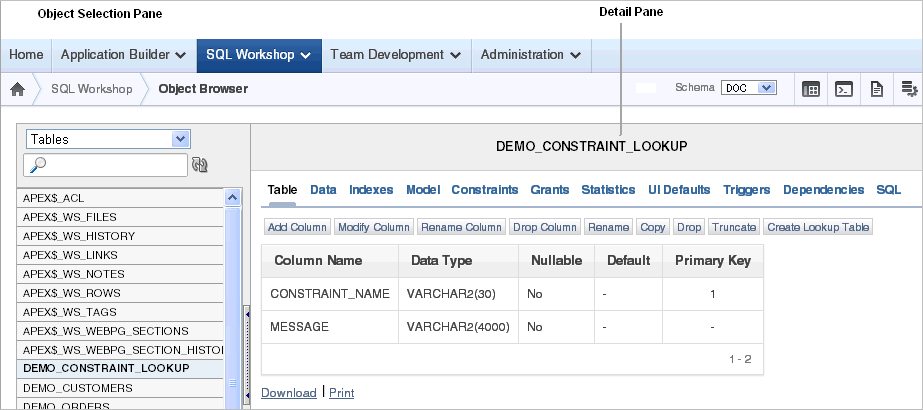 Object Selection Pane
Detail Pane
Home Application Builder SQL Workshop Team Development Administration
SQL Workshop Object Browser Schema DOC
Tables
DEMO_CONSTRAINT_LOOKUP
Table Data Indexes Model Constraints Grants Statistics UI Defaults Triggers Dependencies SQL
Add Column Modify Column Rename Column Drop Column Rename Copy Drop Truncate Create Lookup Table
APEX$_ACL
APEX$_WS_FILES
APEX$_WS_HISTORY
APEX$_WS_LINKS
APEX$_WS_NOTES
APEX$_WS_ROWS
APEX$_WS_TAGS
APEX$_WS_WEBPG_SECTIONS
APEX$_WS_WEBPG_SECTION_HISTO
DEMO_CONSTRAINT_LOOKUP
DEMO_CUSTOMERS
DEMO_ORDERS
Column Name Data Type Nullable Default Primary Key
CONSTRAINT_NAME VARCHAR2(30) No - 1
MESSAGE VARCHAR2(4000) No - -
1 - 2
Download | Print